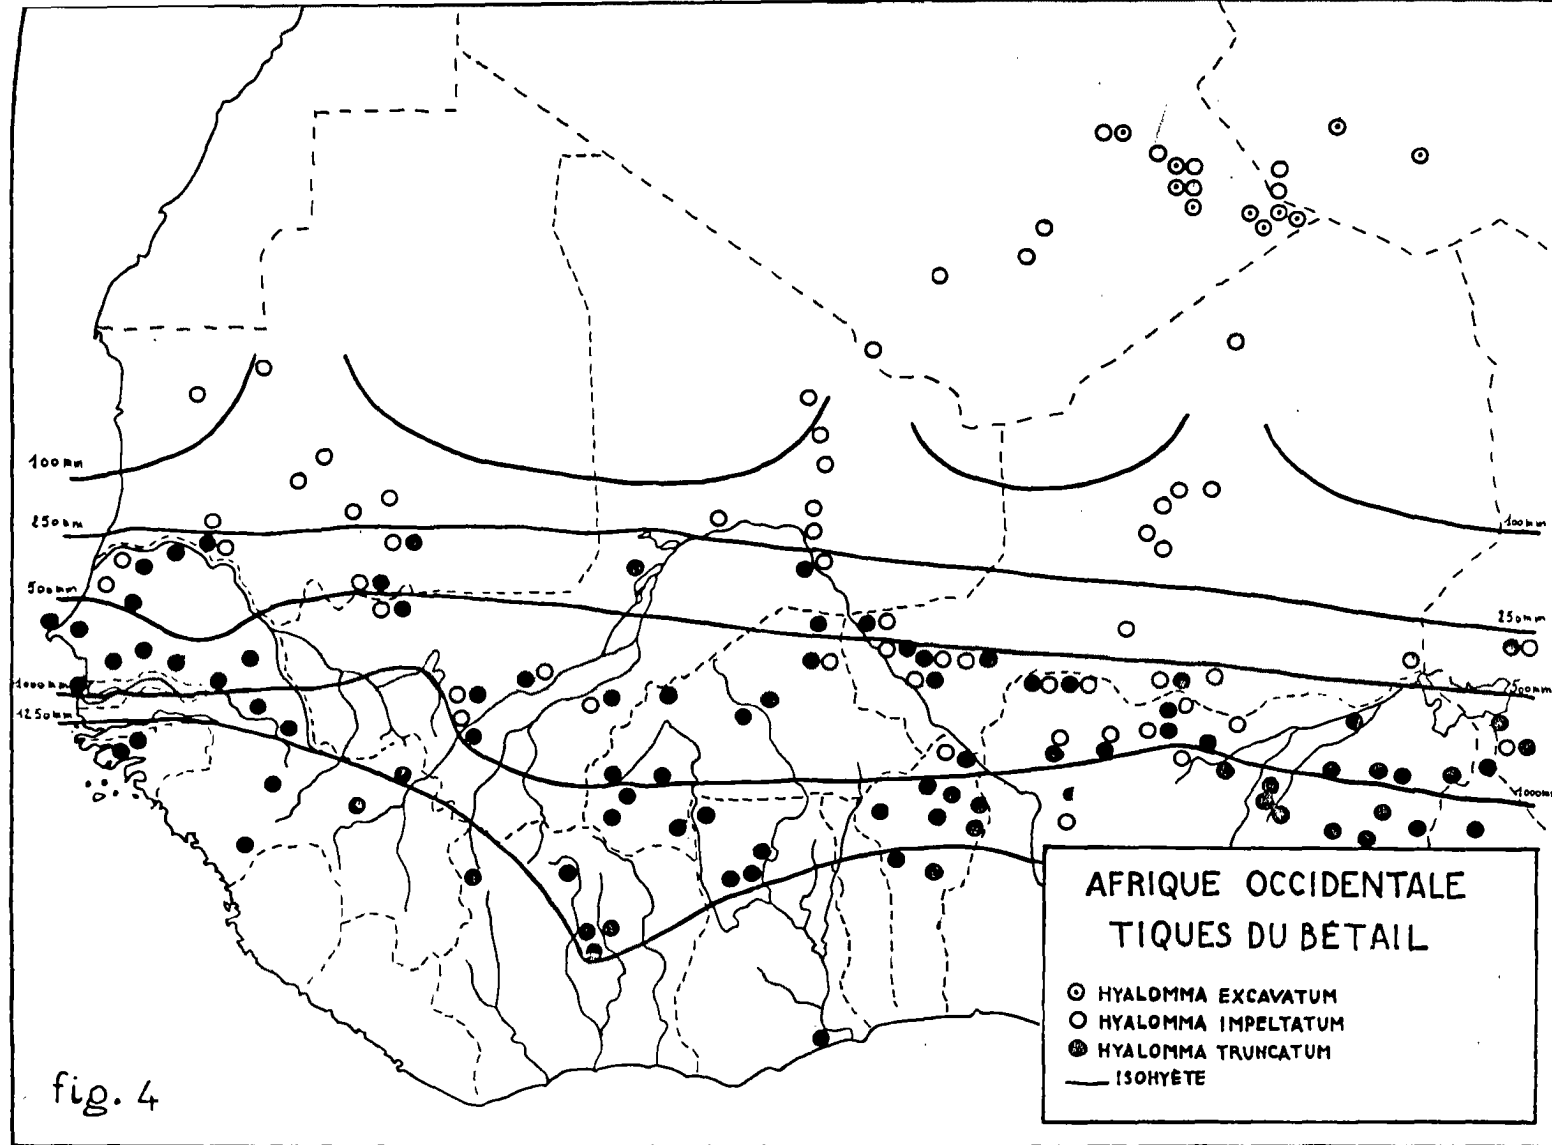 100mm
250mm
500mm
1000mm
1250mm
100mm
250mm
500mm
1000mm
AFRIQUE OCCIDENTALE
TIQUES DU BÉTAIL
HYALOMMA EXCAVATUM
HYALOMMA IMPELTATUM
HYALOMMA TRUNCATUM
ISOHYÈTE
fig. 4